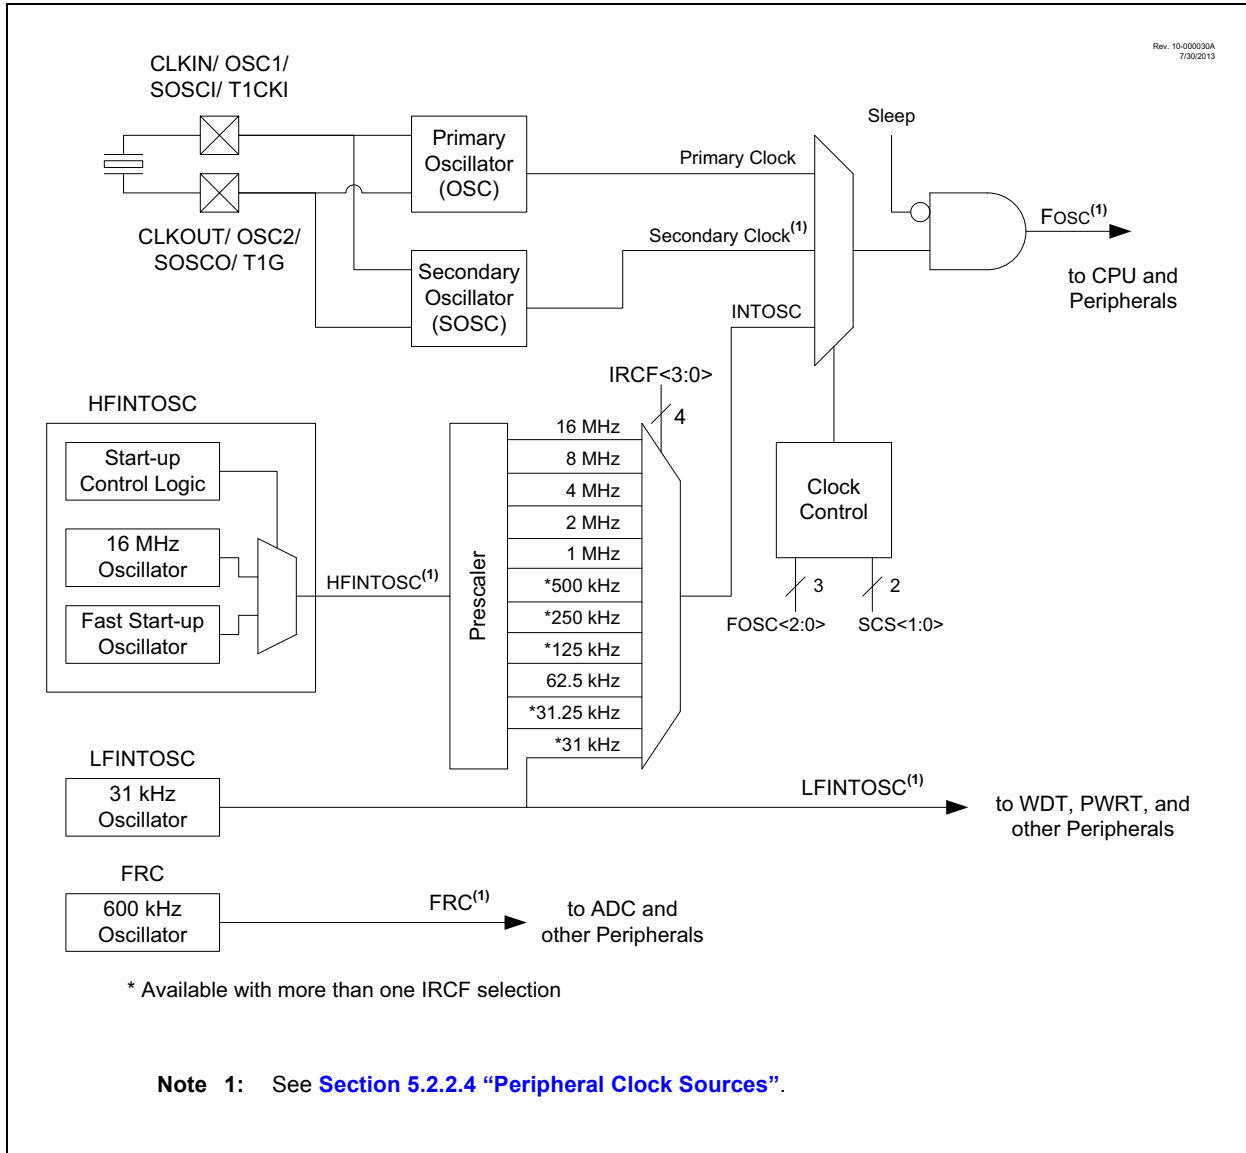 Rev. 10-000030A
7/30/2013
CLKIN/ OSC1/
SOSCI/ T1CKI
Primary
Oscillator
(OSC)
CLKOUT/ OSC2/
SOSCO/ T1G
Secondary
Oscillator
(SOSC)
Primary Clock
Secondary Clock(1)
INTOSC
Sleep
FOSC(1)
to CPU and
Peripherals
IRCF<3:0>
4
HFINTOSC
Start-up
Control Logic
16 MHz
Oscillator
Fast Start-up
Oscillator
HFINTOSC(1)
Prescaler
16 MHz
8 MHz
4 MHz
2 MHz
1 MHz
*500 kHz
*250 kHz
*125 kHz
62.5 kHz
*31.25 kHz
*31 kHz
Clock
Control
3
2
FOSC<2:0>
SCS<1:0>
LFINTOSC
31 kHz
Oscillator
LFINTOSC(1)
to WDT, PWRT, and
other Peripherals
FRC
600 kHz
Oscillator
FRC(1)
to ADC and
other Peripherals
* Available with more than one IRCF selection
Note 1: See Section 5.2.2.4 “Peripheral Clock Sources”.